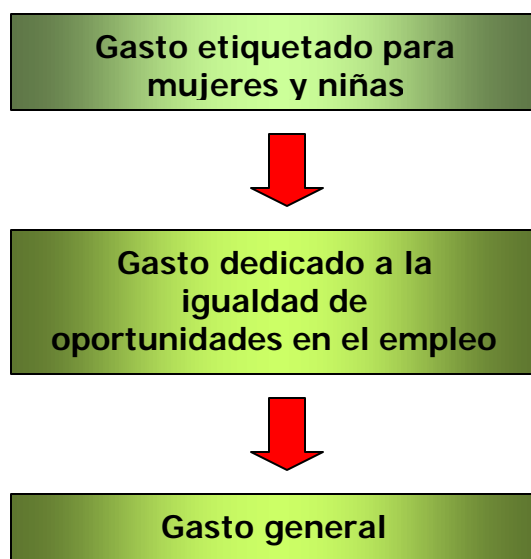 Gasto etiquetado para
mujeres y niñas
Gasto dedicado a la
igualdad de
oportunidades en el empleo
Gasto general